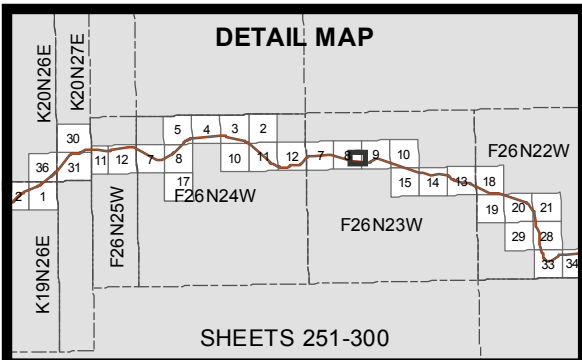 DETAIL MAP
K20N26E
K20N27E
5 4 3 2
30
36 31 11 12 7 8 10 11 12 7 8 9 10
F26N22W
2 1
17
F26N24W
15 14 13 18
F26N25W
F26N23W
19 20 21
29 28
K19N26E
33 34
SHEETS 251-300